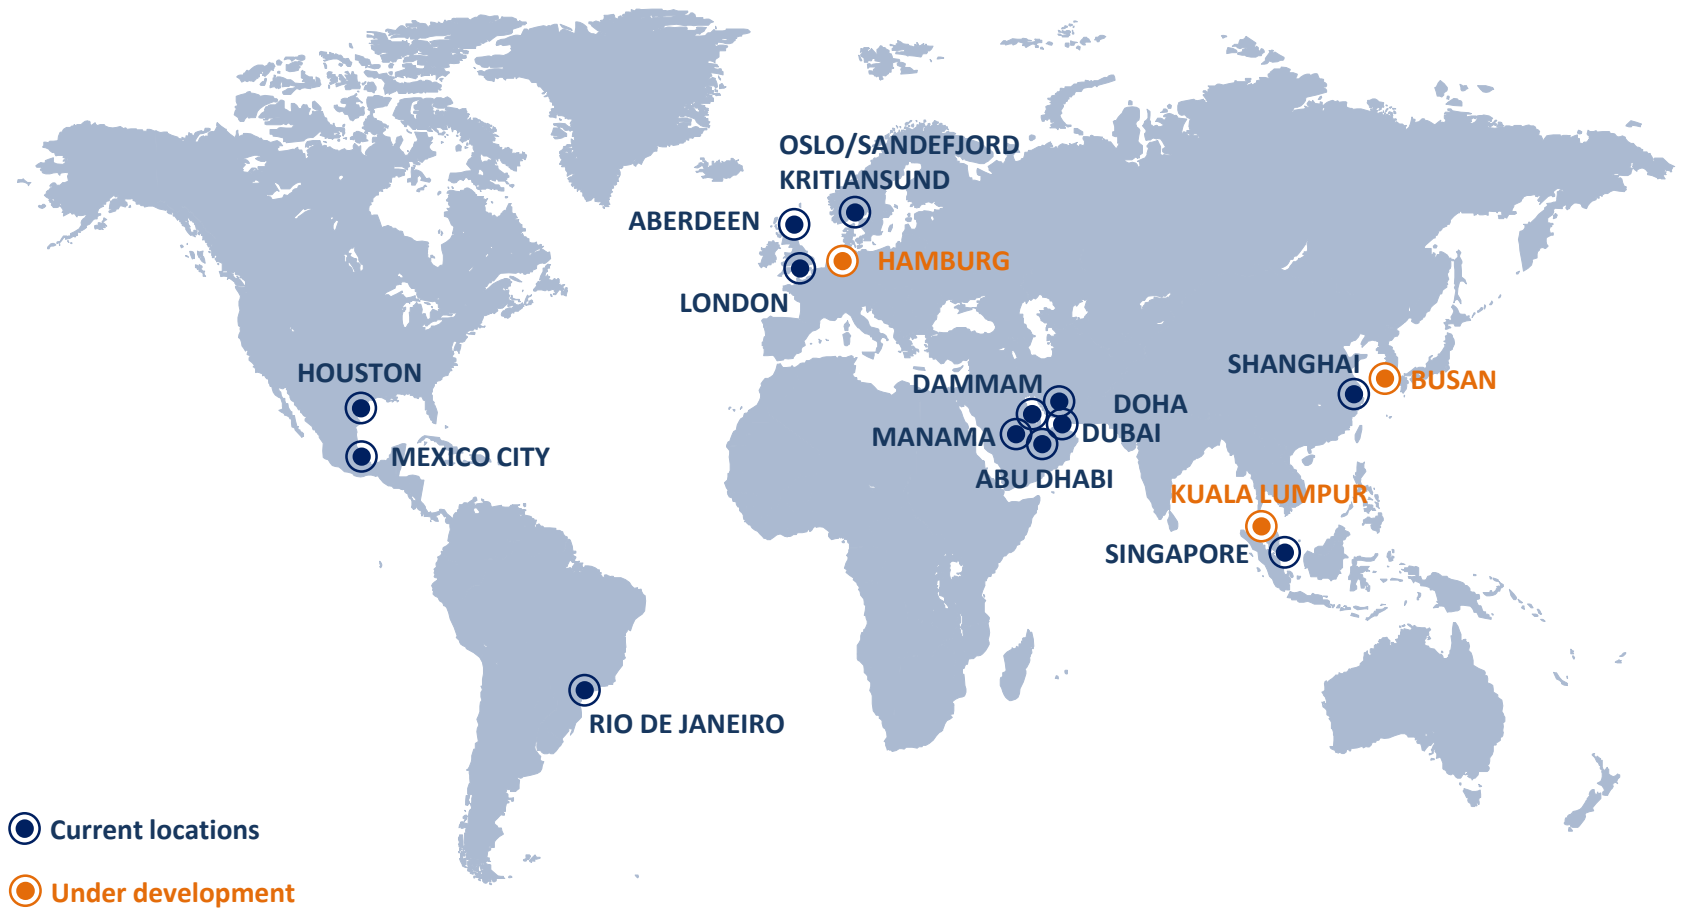 OSLO/SANDEFJORD
KRITIANSUND
ABERDEEN
HAMBURG
LONDON
HOUSTON
MEXICO CITY
SHANGHAI
BUSAN
DAMMAM
DOHA
MANAMA
DUBAI
ABU DHABI
KUALA LUMPUR
SINGAPORE
RIO DE JANEIRO
Current locations
Under development